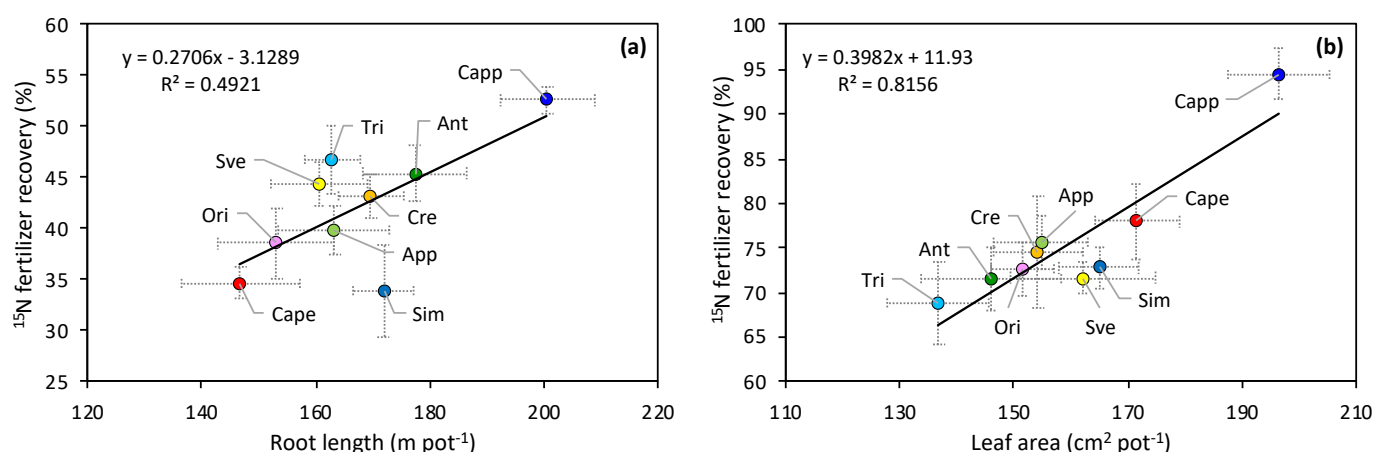 (a)
y = 0.2706x - 3.1289
R² = 0.4921
¹⁵N fertilizer recovery (%)
60
55
50
45
40
35
30
25
Capp
Tri
Ant
Sve
Ori
Cre
App
Cape
Sim
120 140 160 180 200 220
Root length (m pot⁻¹)
(b)
y = 0.3982x + 11.93
R² = 0.8156
¹⁵N fertilizer recovery (%)
100
95
90
85
80
75
70
65
60
Capp
App
Cape
Cre
Ant
Tri
Sim
Ori
Sve
110 130 150 170 190 210
Leaf area (cm² pot⁻¹)